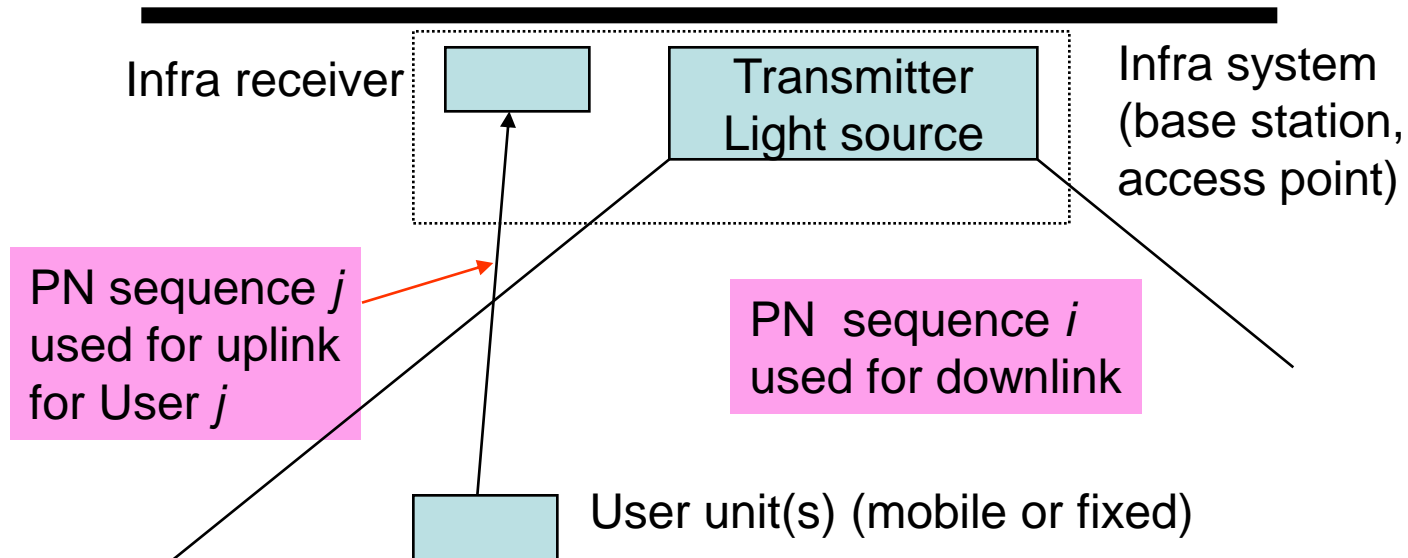 Infra receiver
Transmitter
Light source
Infra system
(base station,
access point)
PN sequence j
used for uplink
for User j
PN sequence i
used for downlink
User unit(s) (mobile or fixed)